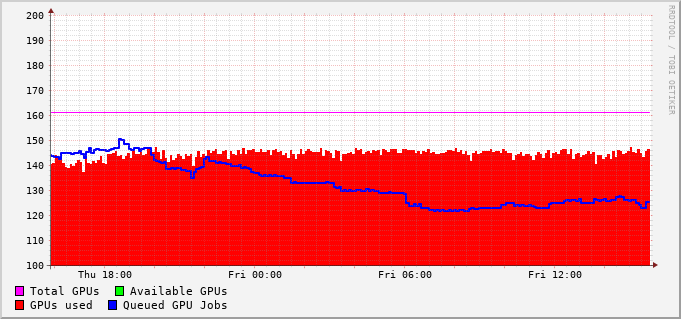 200
190
180
170
160
150
140
130
120
110
100
Thu 18:00 Fri 00:00 Fri 06:00 Fri 12:00
Total GPUs Available GPUs
GPUs used Queued GPU Jobs
RRDTOOL / TOBI OETIKER